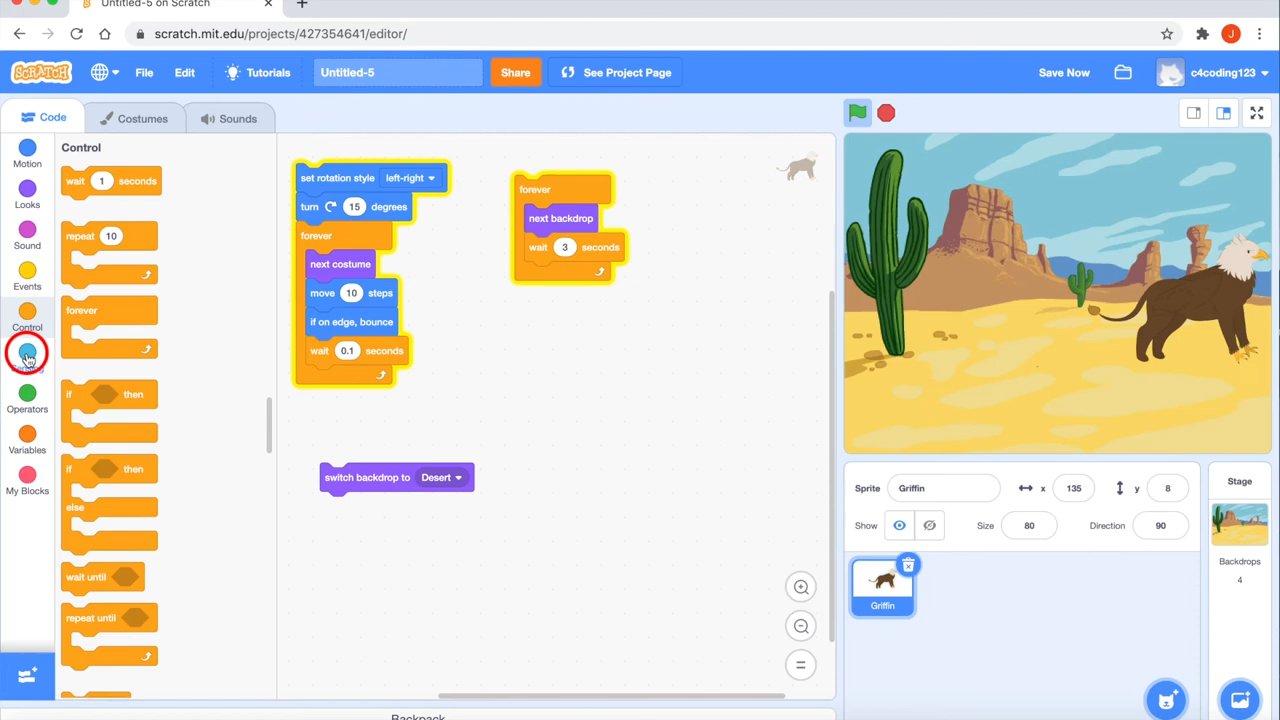 Untitled-5 on Scratch
scratch.mit.edu/projects/427354641/editor/
J
SCRATCH
File
Edit
Tutorials
Untitled-5
Share
See Project Page
Save Now
c4coding123
Code
Costumes
Sounds
Motion
Looks
Sound
Events
Control
Operators
Variables
My Blocks
Control
wait 1 seconds
repeat 10
forever
if then
if then
else
wait until
repeat until
set rotation style left-right
turn 15 degrees
forever
next costume
move 10 steps
if on edge, bounce
wait 0.1 seconds
forever
next backdrop
wait 3 seconds
switch backdrop to Desert
Backpack
Sprite Griffin x 135 y 8
Show Size 80 Direction 90
Griffin
Stage
Backdrops
4